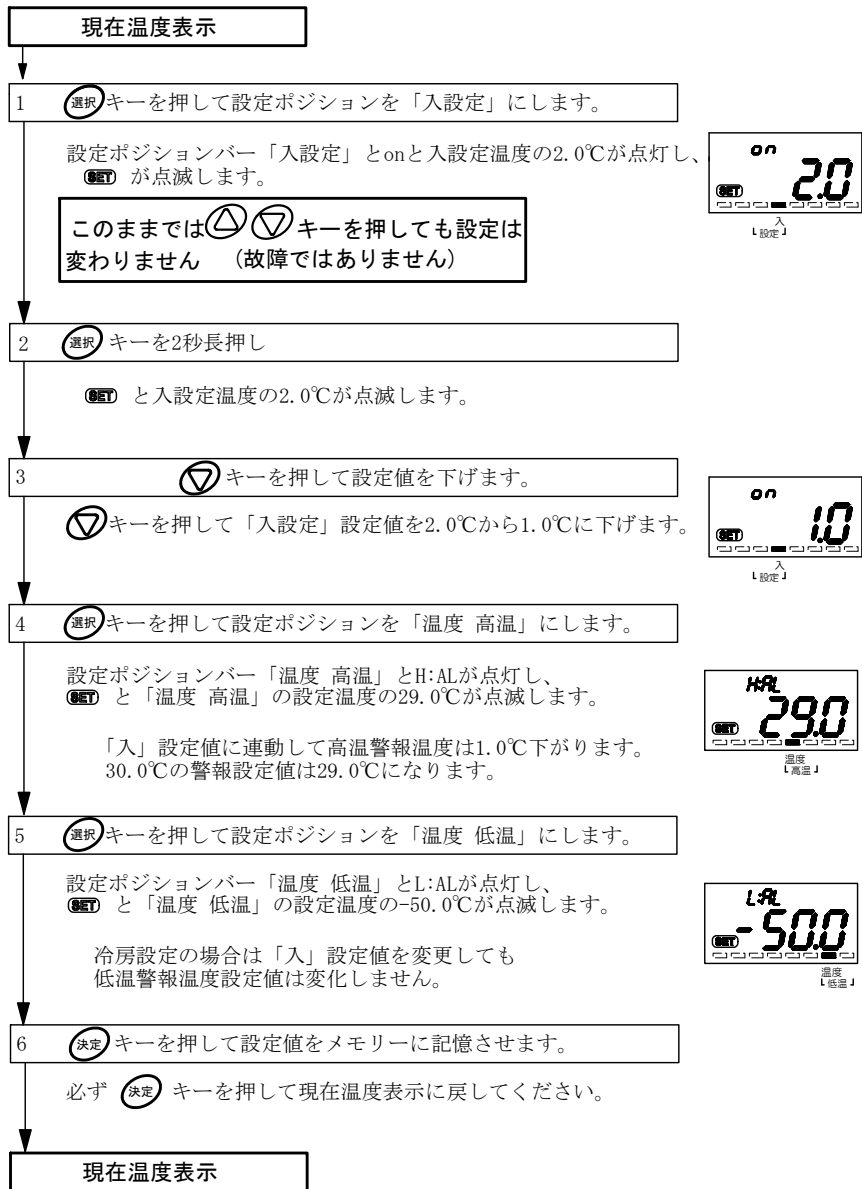 現在温度表示
1 選択キーを押して設定ポジションを「入設定」にします。
設定ポジションバー「入設定」とonと入設定温度の2.0℃が点灯し、
SET が点滅します。
on
SET 2.0
入
設定
このままでは△▽キーを押しても設定は
変わりません (故障ではありません)
2 選択キーを2秒長押し
SET と入設定温度の2.0℃が点滅します。
3 ▽キーを押して設定値を下げます。
▽キーを押して「入設定」設定値を2.0℃から1.0℃に下げます。
on
SET 1.0
入
設定
4 選択キーを押して設定ポジションを「温度 高温」にします。
設定ポジションバー「温度 高温」とH:ALが点灯し、
SET と「温度 高温」の設定温度の29.0℃が点滅します。
「入」設定値に連動して高温警報温度は1.0℃下がります。
30.0℃の警報設定値は29.0℃になります。
H:AL
SET 29.0
温度
高温
5 選択キーを押して設定ポジションを「温度 低温」にします。
設定ポジションバー「温度 低温」とL:ALが点灯し、
SET と「温度 低温」の設定温度の-50.0℃が点滅します。
冷房設定の場合は「入」設定値を変更しても
低温警報温度設定値は変化しません。
L:AL
SET -50.0
温度
低温
6 決定キーを押して設定値をメモリーに記憶させます。
必ず 決定 キーを押して現在温度表示に戻してください。
現在温度表示